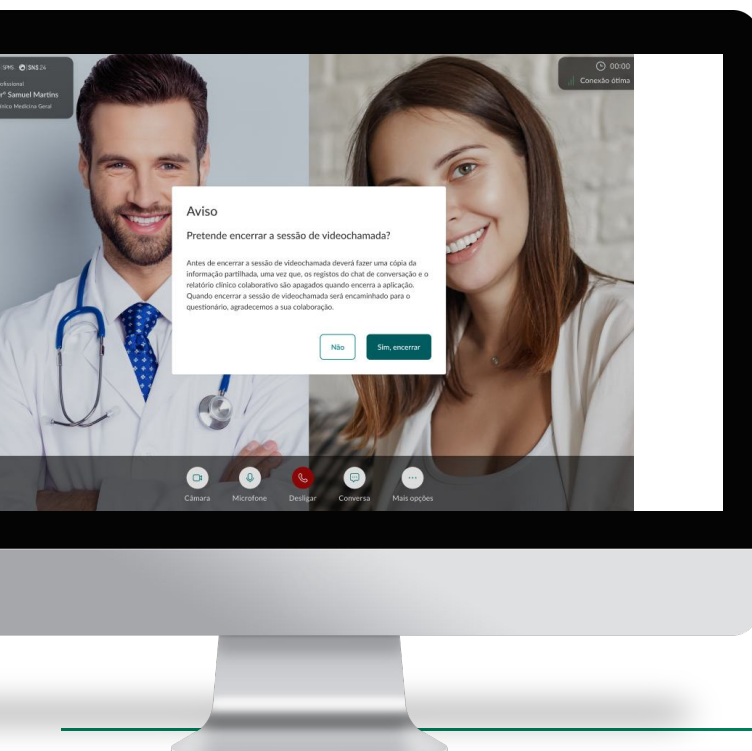 SNS 24
00:00
Conexão ótima
Samuel Martins
Medicina Geral
Aviso
Pretende encerrar a sessão de videochamada?
Antes de encerrar a sessão de videochamada deverá fazer uma cópia da
informação partilhada, uma vez que, os registos do chat de conversação e o
relatório clínico colaborativo são apagados quando encerra a aplicação.
Quando encerrar a sessão de videochamada será encaminhado para o
questionário, agradecemos a sua colaboração.
Não
Sim, encerrar
Câmara
Microfone
Desligar
Conversa
Mais opções